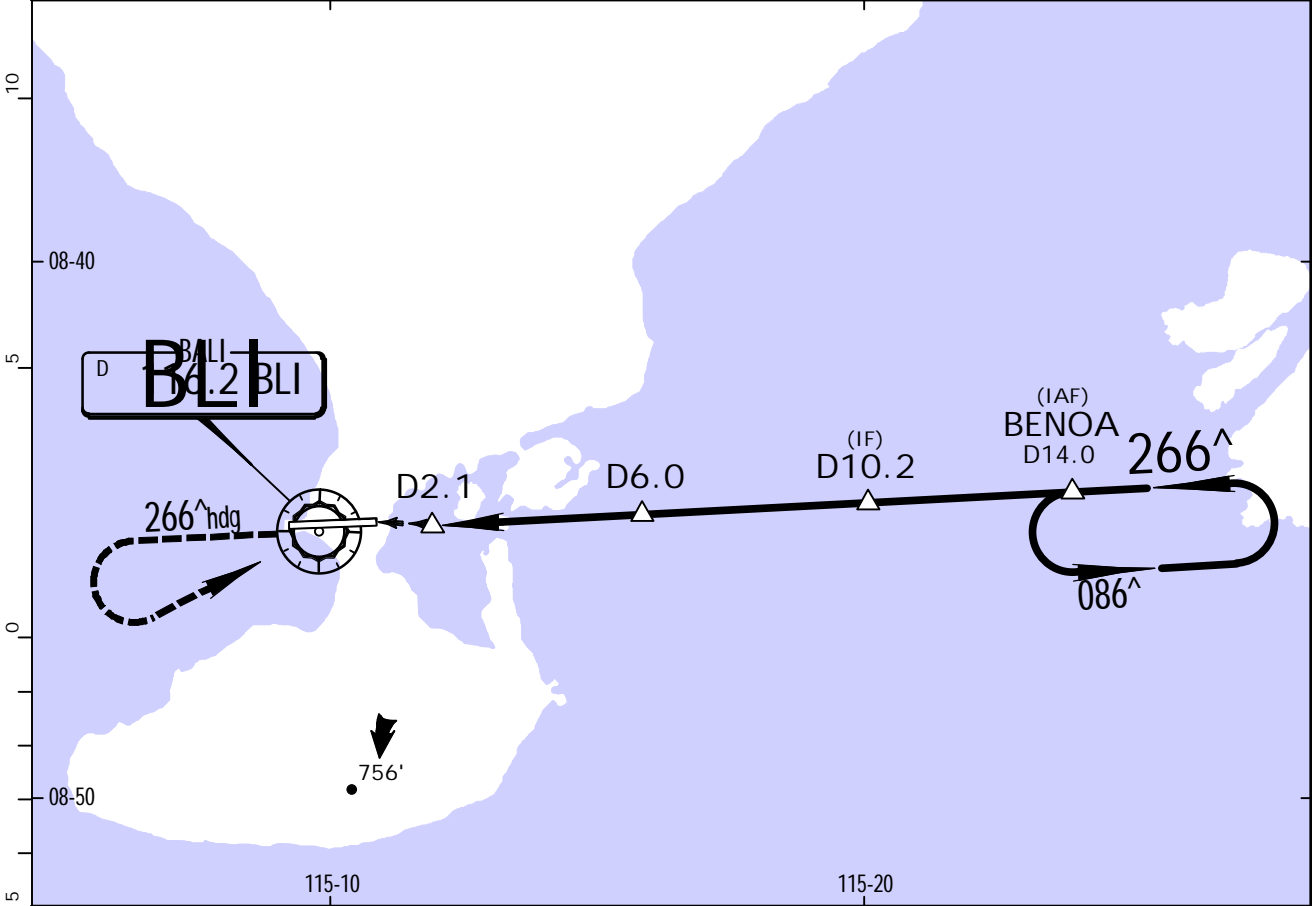 10
08-40
5
BALI
D
116.2 BLI
BLI
(IAF)
BENOA
D14.0
266^
(IF)
D10.2
D6.0
D2.1
266^hdg
086^
0
756'
08-50
115-10
115-20
5